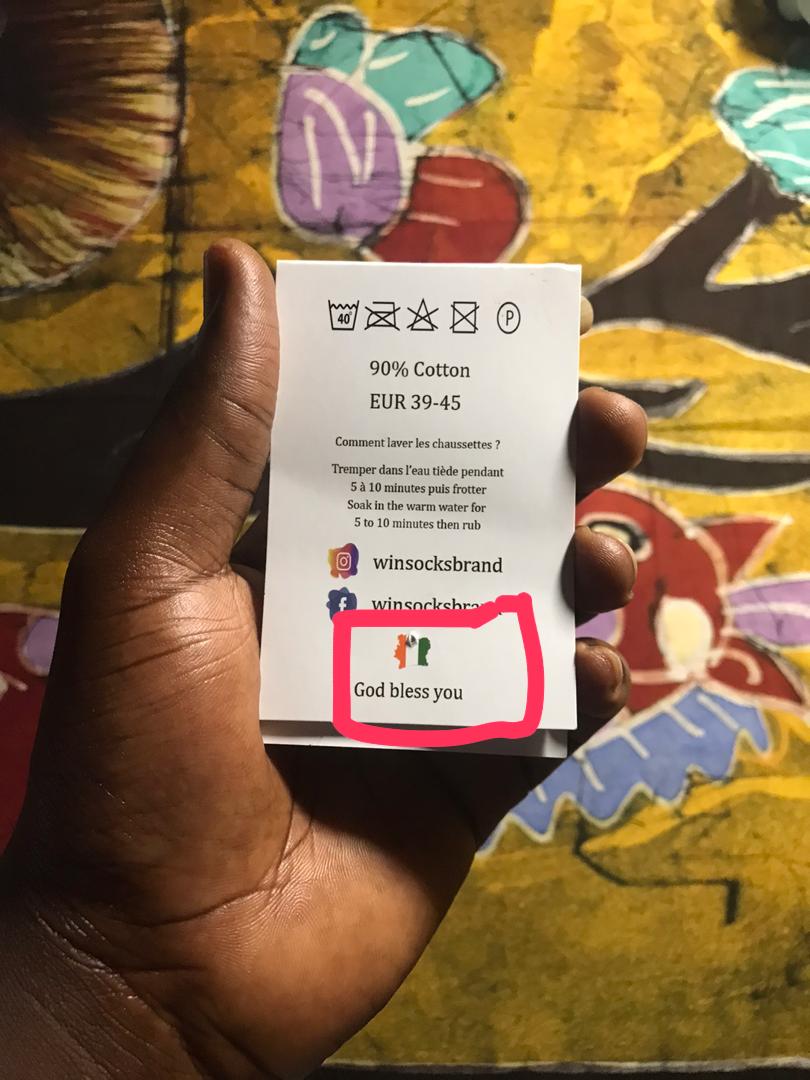 40°
P
90% Cotton
EUR 39-45
Comment laver les chaussettes ?
Tremper dans l'eau tiède pendant
5 à 10 minutes puis frotter
Soak in the warm water for
5 to 10 minutes then rub
winsocksbrand
winsocksbrand
God bless you